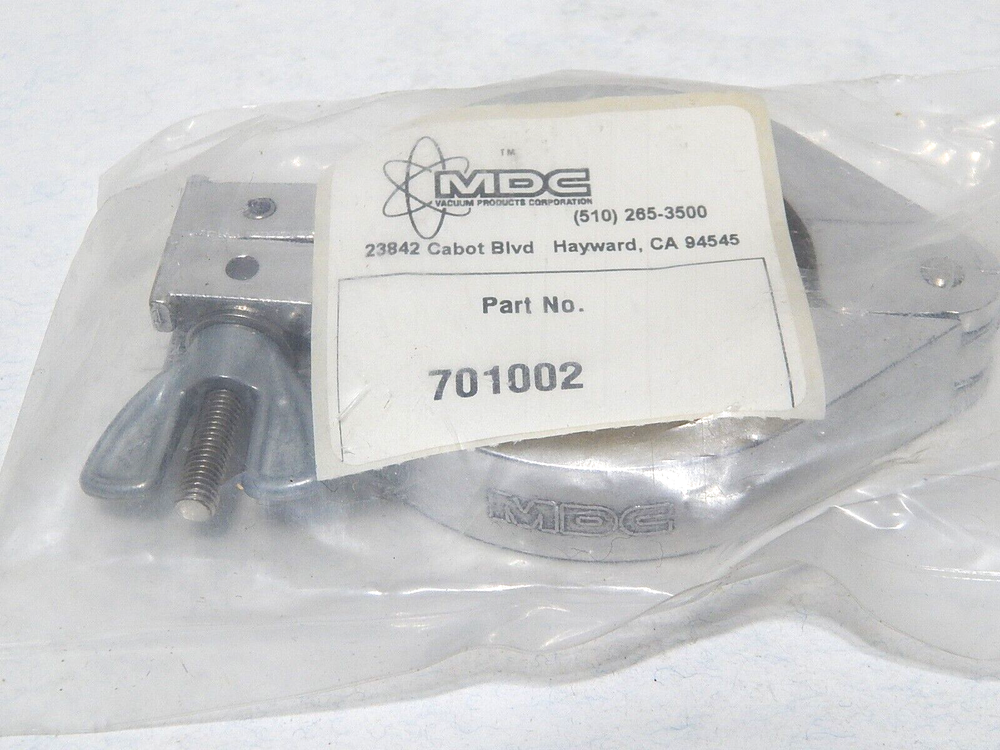 TM
MDC
VACUUM PRODUCTS CORPORATION
(510) 265-3500
23842 Cabot Blvd Hayward, CA 94545
Part No.
701002
MDC